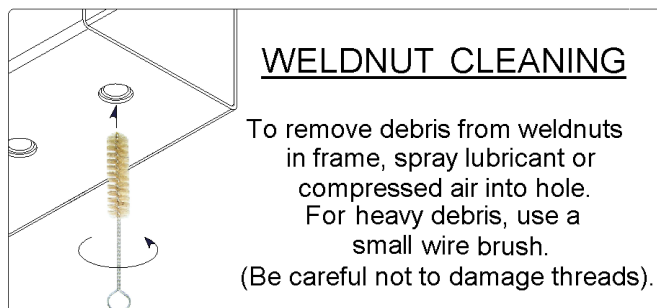 WELDNUT CLEANING
To remove debris from weldnuts
in frame, spray lubricant or
compressed air into hole.
For heavy debris, use a
small wire brush.
(Be careful not to damage threads).